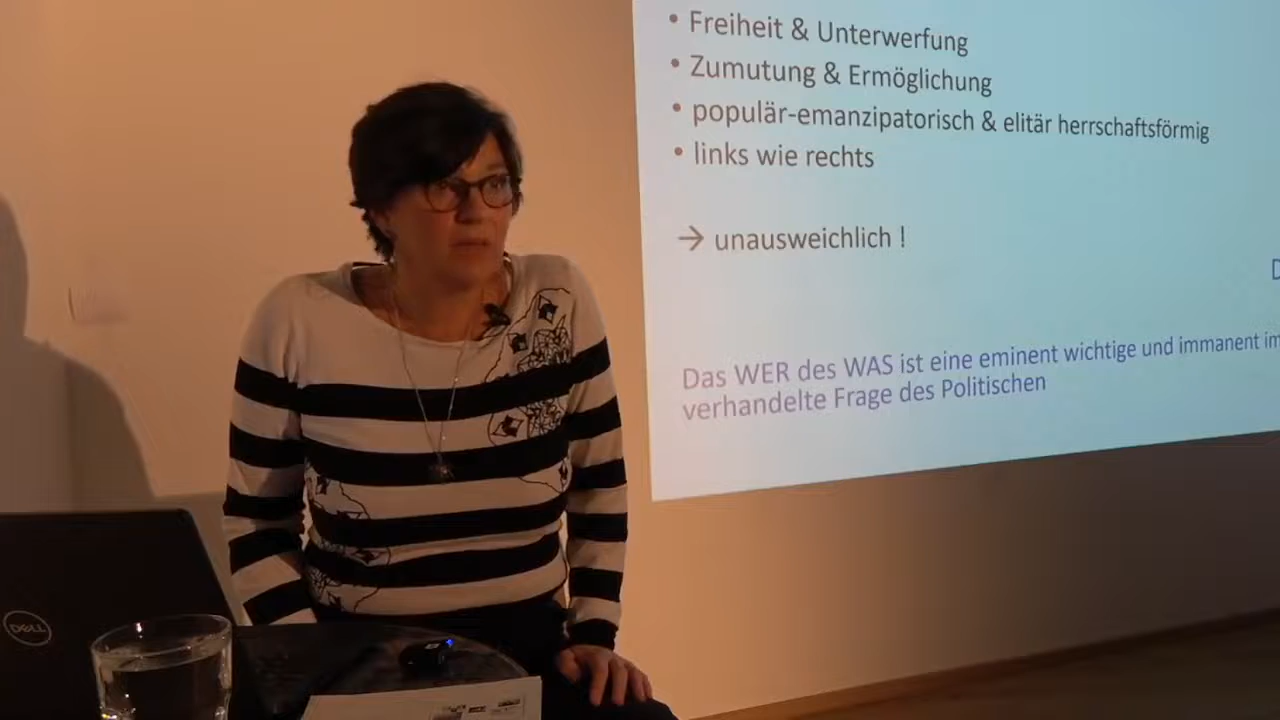 • Freiheit & Unterwerfung
• Zumutung & Ermöglichung
• populär-emanzipatorisch & elitär herrschaftsförmig
• links wie rechts
→ unausweichlich !
D
Das WER des WAS ist eine eminent wichtige und immanent im
verhandelte Frage des Politischen
DELL